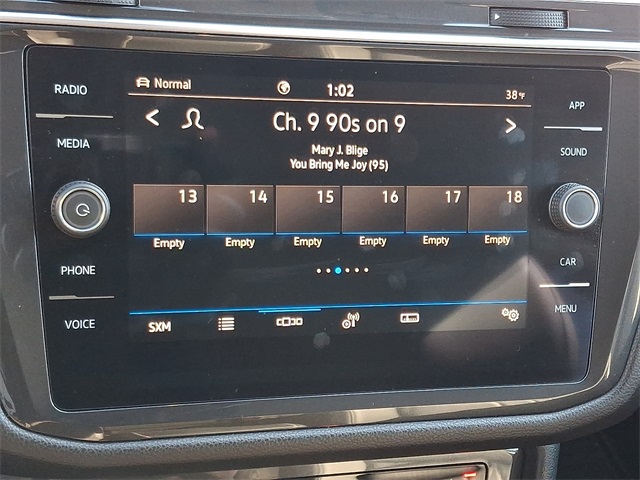 RADIO
MEDIA
PHONE
VOICE
Normal
1:02
38°F
< Ch. 9 90s on 9 >
Mary J. Blige
You Bring Me Joy (95)
13 14 15 16 17 18
Empty Empty Empty Empty Empty Empty
SXM
APP
SOUND
CAR
MENU